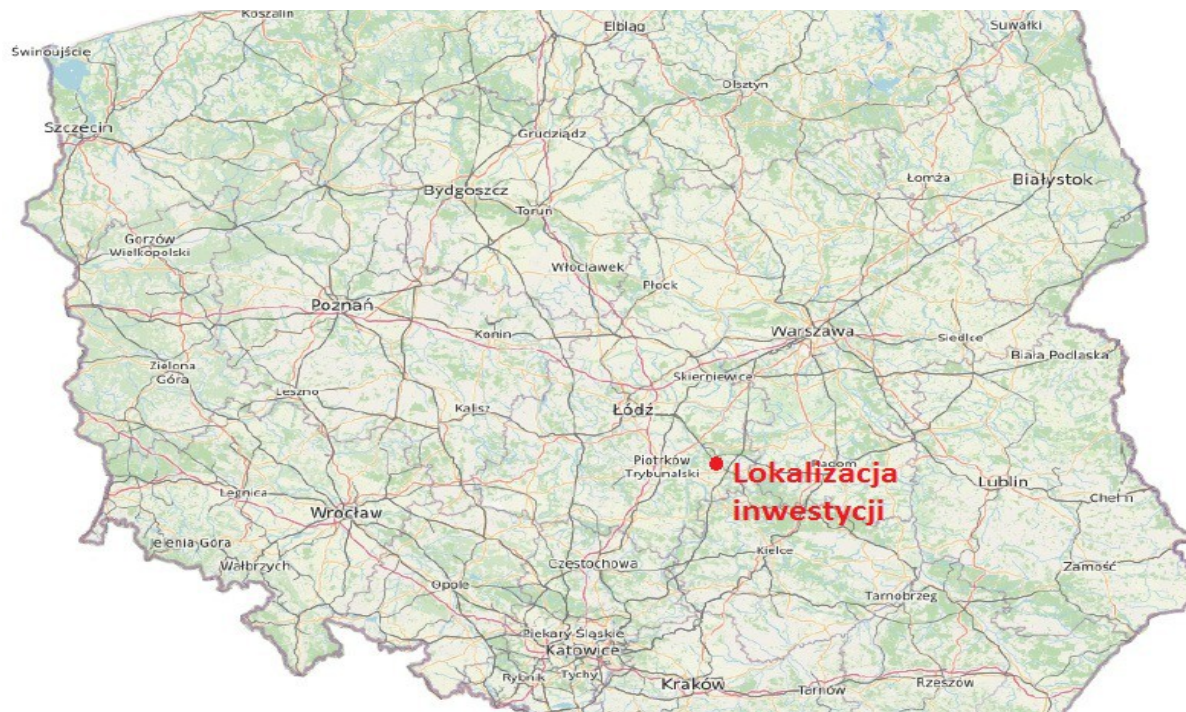 Koszalin
Elbląg
Suwałki
Świnoujście
Olsztyn
Szczecin
Grudziądz
Łomża
Białystok
Bydgoszcz
Toruń
Gorzów
Wielkopolski
Włocławek
Płock
Poznań
Konin
Warszawa
Siedlce
Biała Podlaska
Zielona
Góra
Skierniewice
Leszno
Kalisz
Łódź
Piotrków
Trybunalski
Radom
Lokalizacja
inwestycji
Lublin
Chełm
Legnica
Wrocław
Jelenia Góra
Wałbrzych
Kielce
Częstochowa
Zamość
Opole
Tarnobrzeg
Piekary Śląskie
Katowice
Rybnik
Tychy
Kraków
Tarnów
Rzeszów